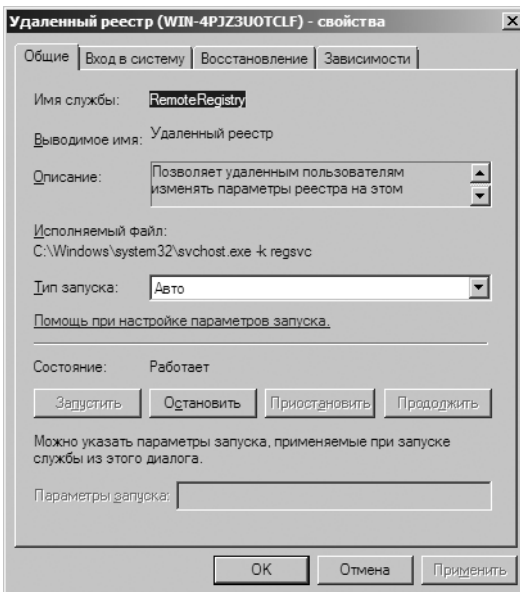 Удаленный реестр (WIN-4PJZ3UOTCLF) - свойства
Общие
Вход в систему
Восстановление
Зависимости
Имя службы: RemoteRegistry
Выводимое имя: Удаленный реестр
Описание: Позволяет удаленным пользователям
изменять параметры реестра на этом
Исполняемый файл:
C:\Windows\system32\svchost.exe -k regsvc
Тип запуска: Авто
Помощь при настройке параметров запуска.
Состояние: Работает
Запустить
Остановить
Приостановить
Продолжить
Можно указать параметры запуска, применяемые при запуске
службы из этого диалога.
Параметры запуска:
OK
Отмена
Применить